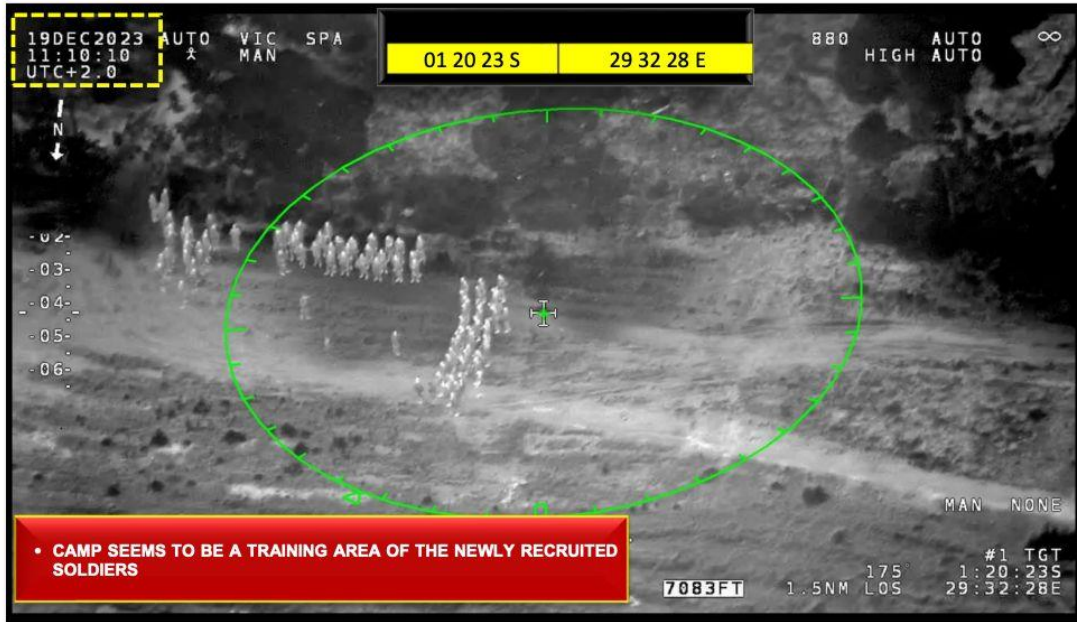 19DEC2023 AUTO VIC SPA
11:10:10 MAN
UTC+2.0
01 20 23 S 29 32 28 E
880 AUTO ∞
HIGH AUTO
N
-02-
-03-
-04-
-05-
-06-
MAN NONE
• CAMP SEEMS TO BE A TRAINING AREA OF THE NEWLY RECRUITED
SOLDIERS
#1 TGT
175° 1:20:23S
7083FT 1.5NM LOS 29:32:28E